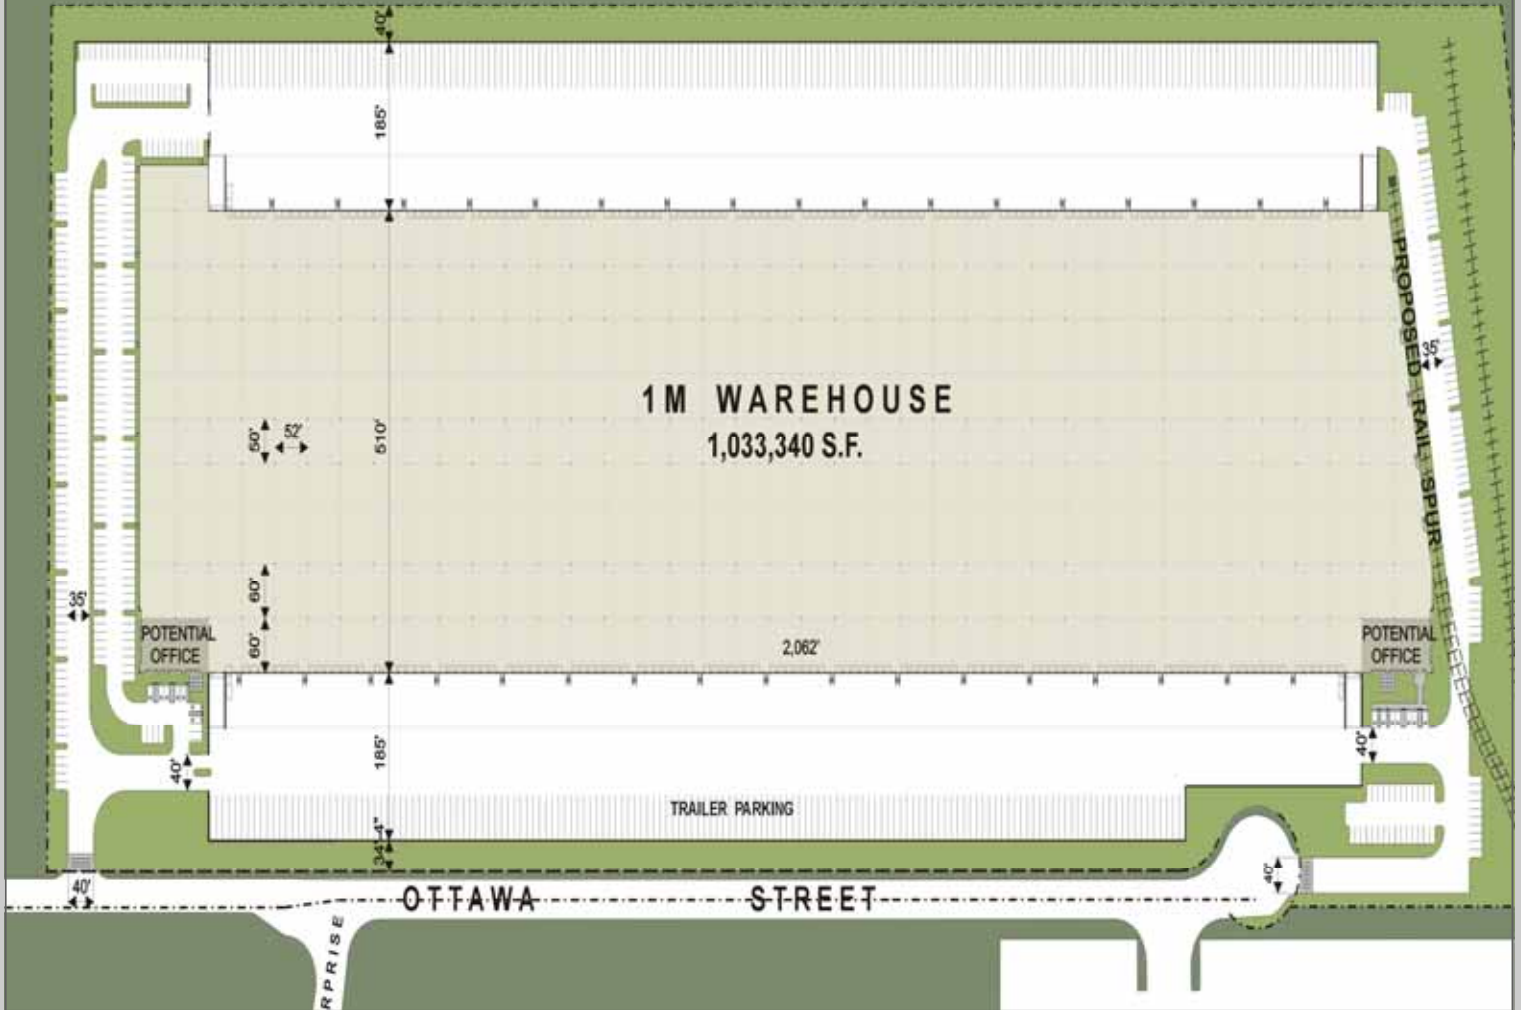 40'
185'
1M WAREHOUSE
1,033,340 S.F.
50'
52'
510'
PROPOSED RAIL SPUR
35'
60'
35'
60'
POTENTIAL
OFFICE
2,062'
POTENTIAL
OFFICE
185'
40'
40'
TRAILER PARKING
34'-4"
40'
40'
OTTAWA STREET
RPRISE